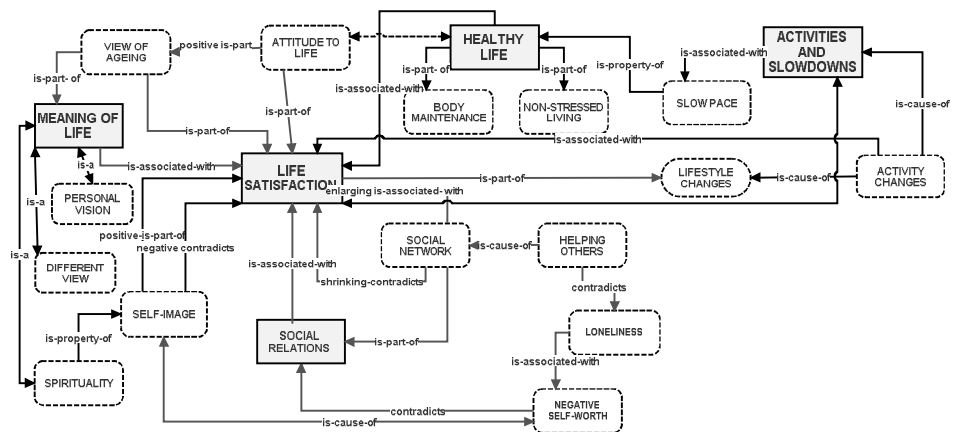 VIEW OF
AGEING
positive is-part
ATTITUDE TO
LIFE
HEALTHY
LIFE
ACTIVITIES
AND
SLOWDOWNS
is-associated-with
is-part- of
is-part-of
is-part-of
is-property-of
is-associated-with
BODY
MAINTENANCE
NON-STRESSED
LIVING
SLOW PACE
is-cause-of
MEANING OF
LIFE
is-part-of
is-part-of
is-associated-with
is-a
is-associated-with
LIFE
SATISFACTION
enlarging is-associated- with
is-part-of
LIFESTYLE
CHANGES
is-cause-of
ACTIVITY
CHANGES
PERSONAL
VISION
is-a
positive-is-part-of
negative contradicts
is-a
DIFFERENT
VIEW
SOCIAL
NETWORK
is-cause-of
HELPING
OTHERS
is-associated-with
shrinking-contradicts
contradicts
SELF-IMAGE
is-property-of
SOCIAL
RELATIONS
is-part-of
LONELINESS
is-associated-with
SPIRITUALITY
NEGATIVE
SELF-WORTH
contradicts
is-cause-of